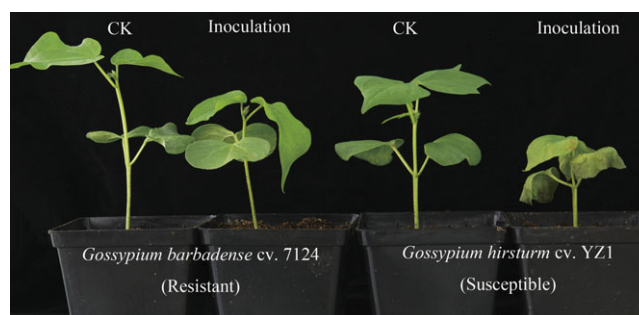 CK Inoculation CK Inoculation
Gossypium barbadense cv. 7124 Gossypium hirsturm cv. YZ1
(Resistant) (Susceptible)